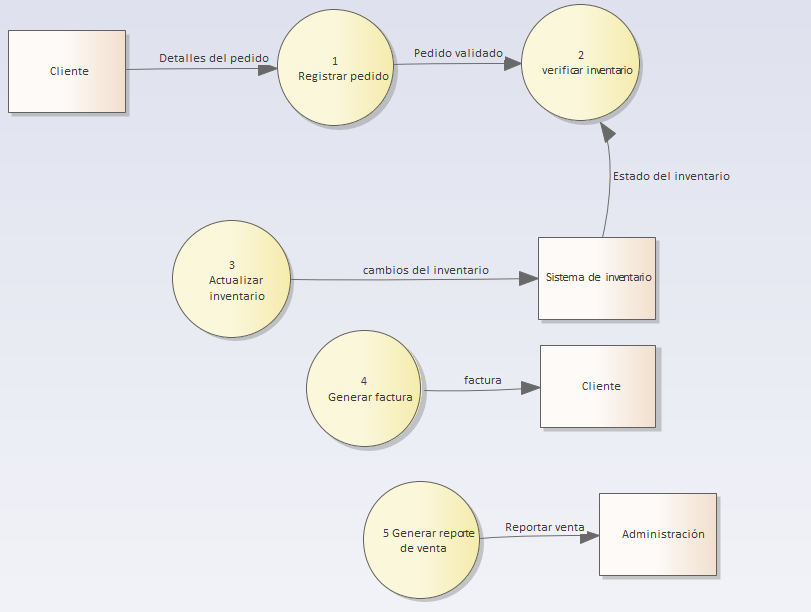 Cliente
Detalles del pedido
1
Registrar pedido
Pedido validado
2
verificar inventario
Estado del inventario
3
Actualizar
inventario
cambios del inventario
Sistema de inventario
4
Generar factura
factura
Cliente
5 Generar reporte
de venta
Reportar venta
Administración